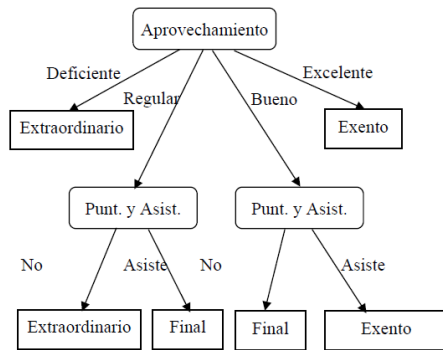 Aprovechamiento
Deficiente
Excelente
Regular
Bueno
Extraordinario
Exento
Punt. y Asist.
Punt. y Asist.
No
Asiste
No
Asiste
Extraordinario
Final
Final
Exento